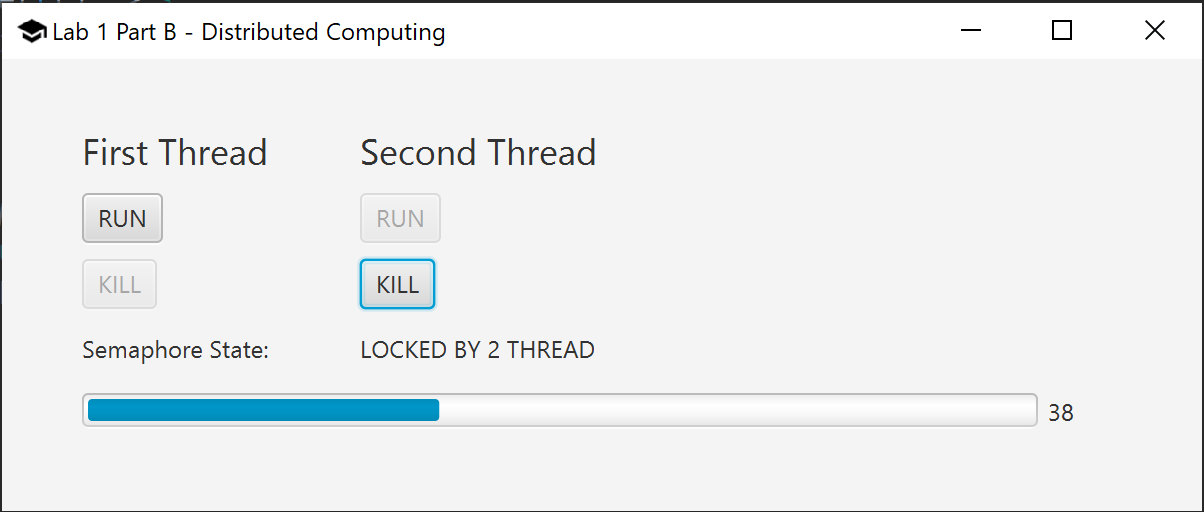 Lab 1 Part B - Distributed Computing
First Thread Second Thread
RUN RUN
KILL KILL
Semaphore State: LOCKED BY 2 THREAD
38